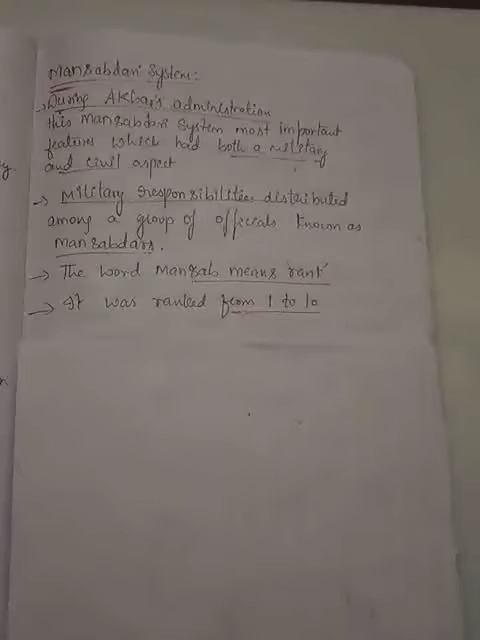 Mansabdari System:
→ During Akbar's administration
this Mansabdari System most important
features which had both a military
and civil aspect
→ Military responsibilities distributed
among a group of officials known as
mansabdars.
→ The word Mansab means rank
→ It was ranked from 1 to 10